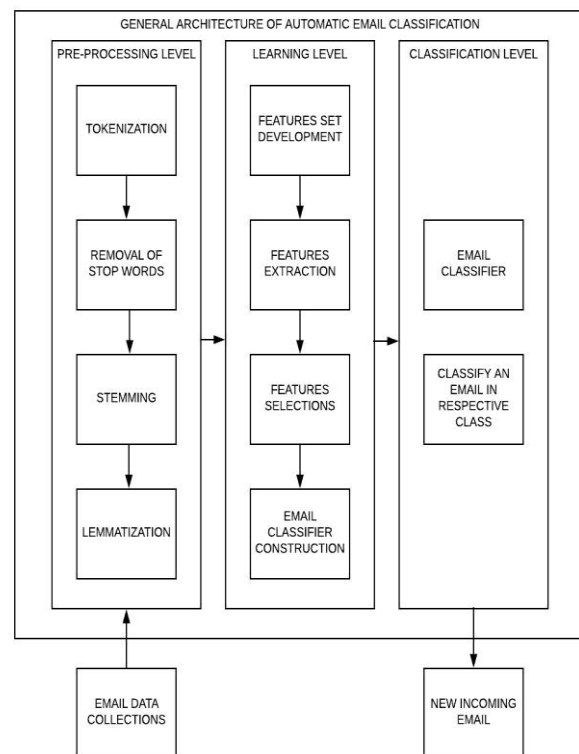 GENERAL ARCHITECTURE OF AUTOMATIC EMAIL CLASSIFICATION
PRE-PROCESSING LEVEL
TOKENIZATION
REMOVAL OF
STOP WORDS
STEMMING
LEMMATIZATION
LEARNING LEVEL
FEATURES SET
DEVELOPMENT
FEATURES
EXTRACTION
FEATURES
SELECTIONS
EMAIL
CLASSIFIER
CONSTRUCTION
CLASSIFICATION LEVEL
EMAIL
CLASSIFIER
CLASSIFY AN
EMAIL IN
RESPECTIVE
CLASS
EMAIL DATA
COLLECTIONS
NEW INCOMING
EMAIL